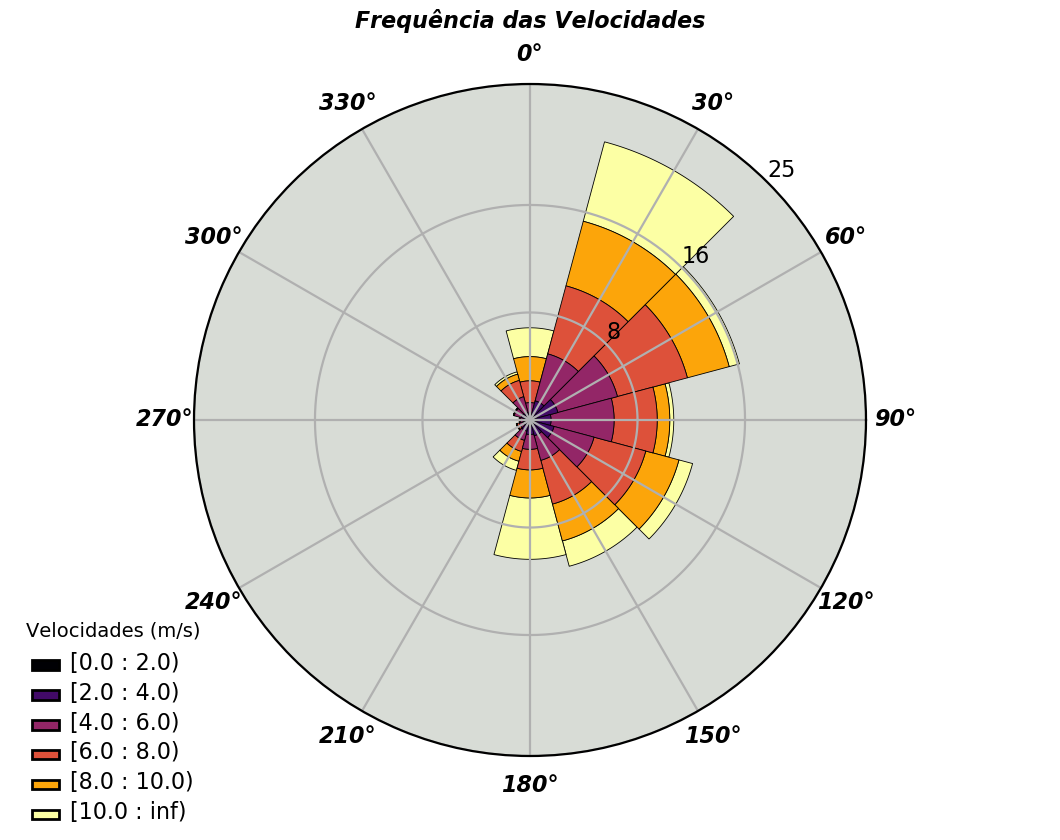 Frequência das Velocidades
0°
330°
30°
25
300°
60°
16
8
270°
90°
240°
120°
Velocidades (m/s)
[0.0 : 2.0)
[2.0 : 4.0)
[4.0 : 6.0)
210°
150°
[6.0 : 8.0)
[8.0 : 10.0)
180°
[10.0 : inf)